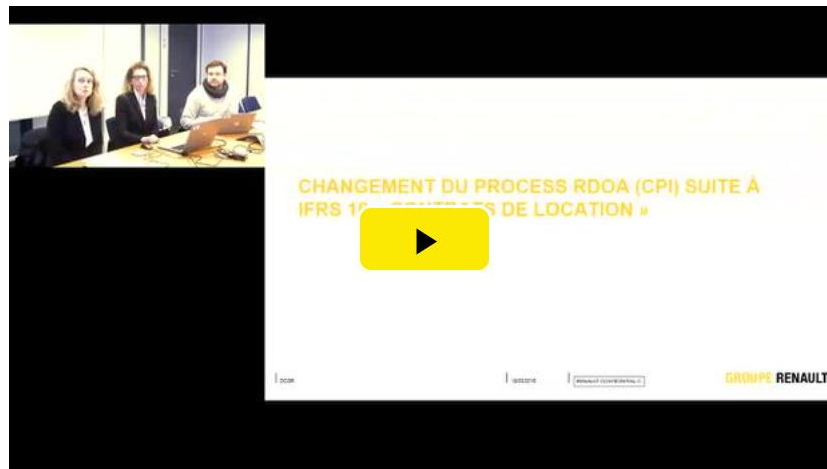 CHANGEMENT DU PROCESS RDOA (CPI) SUITE À
IFRS DE LOCATION »
GROUPE RENAULT